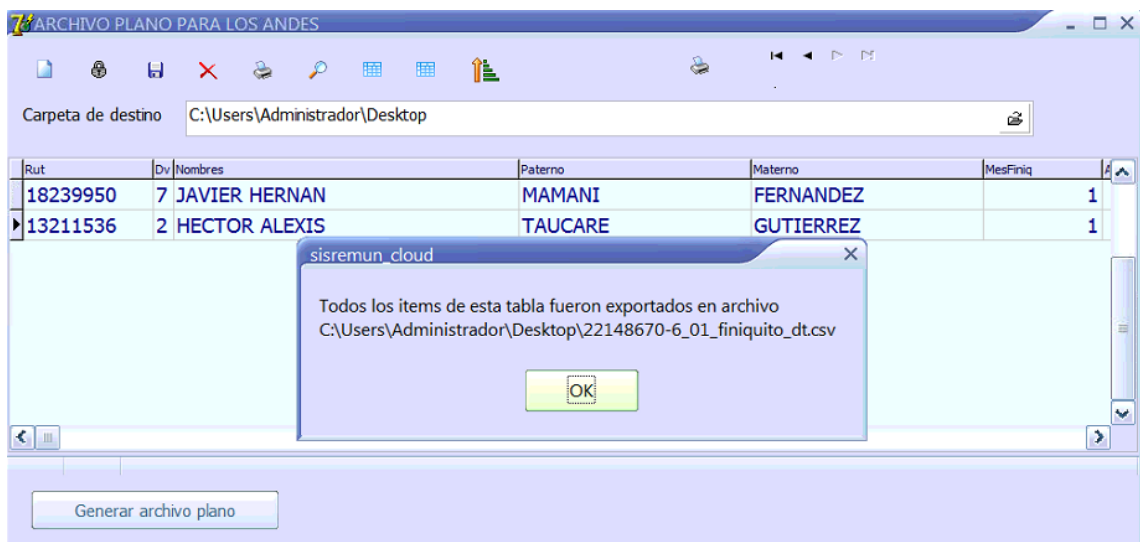 ARCHIVO PLANO PARA LOS ANDES
Carpeta de destino C:\Users\Administrador\Desktop
Rut Dv Nombres Paterno Materno MesFiniq
18239950 7 JAVIER HERNAN MAMANI FERNANDEZ 1
13211536 2 HECTOR ALEXIS TAUCARE GUTIERREZ 1
sisremun_cloud
Todos los items de esta tabla fueron exportados en archivo
C:\Users\Administrador\Desktop\22148670-6_01_finiquito_dt.csv
OK
Generar archivo plano